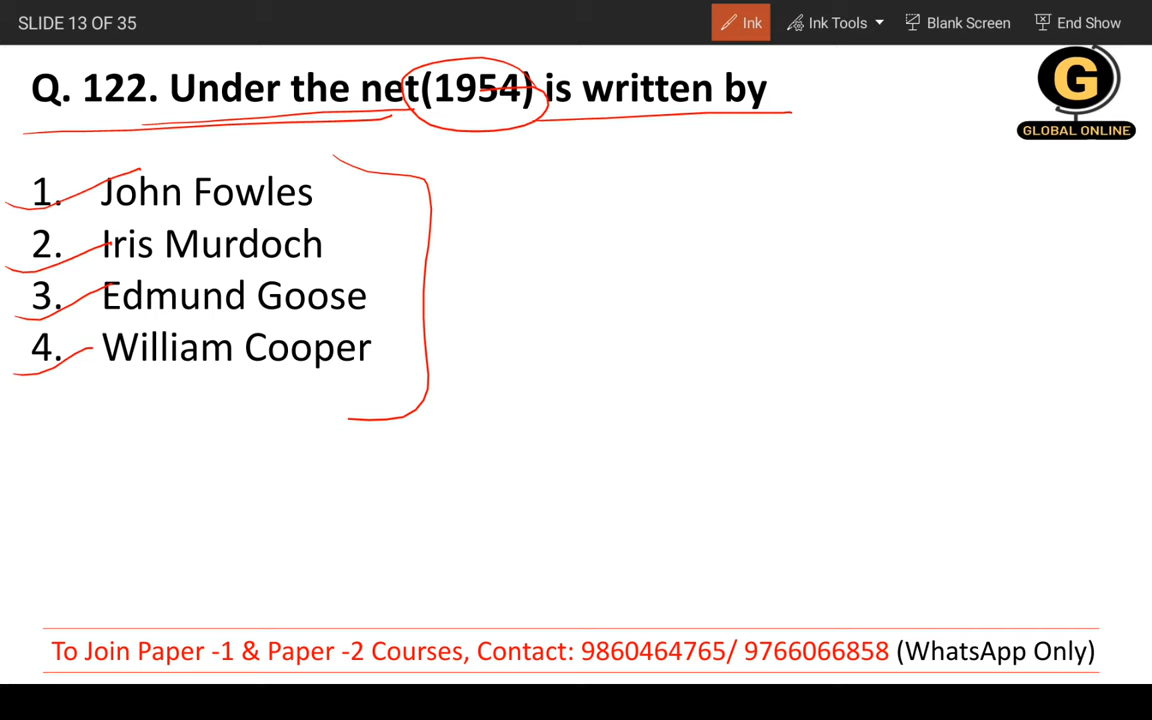 SLIDE 13 OF 35
Ink
Ink Tools
Blank Screen
End Show
Q. 122. Under the net(1954) is written by
G
GLOBAL ONLINE
1. John Fowles
2. Iris Murdoch
3. Edmund Goose
4. William Cooper
To Join Paper -1 & Paper -2 Courses, Contact: 9860464765/ 9766066858 (WhatsApp Only)